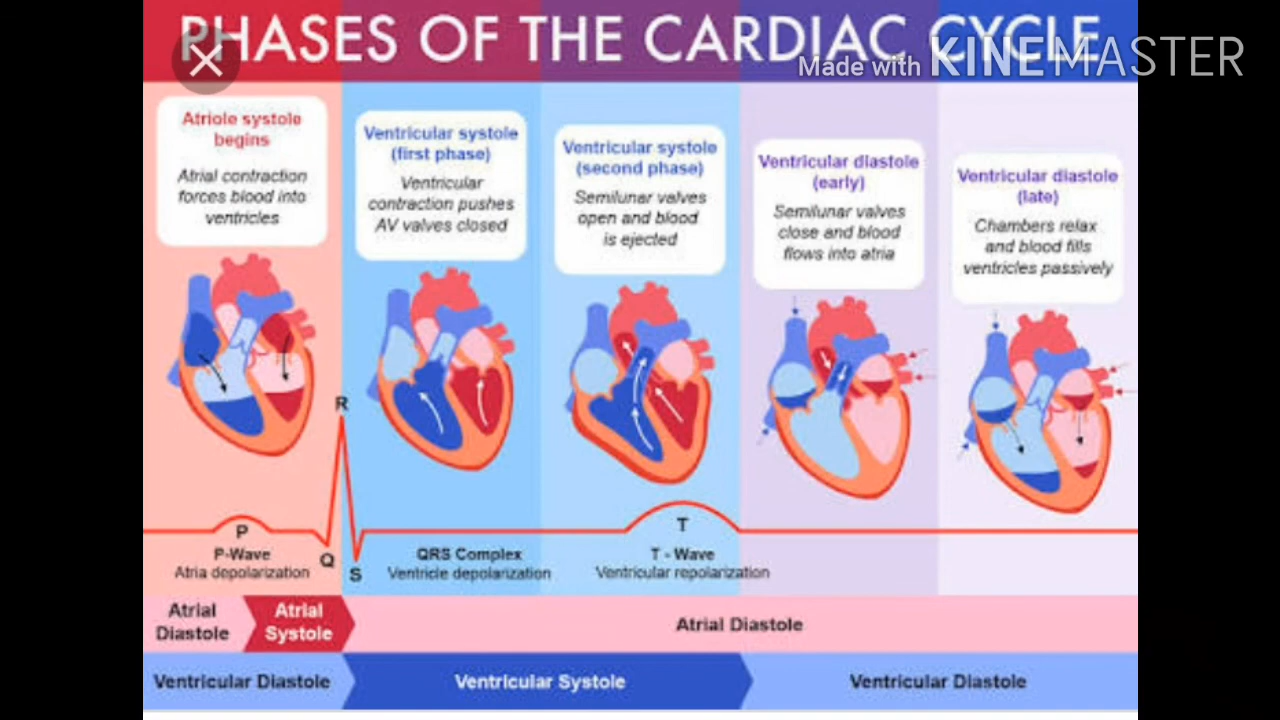 PHASES OF THE CARDIAC CYCLE
Made with KINEMASTER
Atriole systole
begins
Atrial contraction
forces blood into
ventricles
Ventricular systole
(first phase)
Ventricular
contraction pushes
AV valves closed
Ventricular systole
(second phase)
Semilunar valves
open and blood
is ejected
Ventricular diastole
(early)
Semilunar valves
close and blood
flows into atria
Ventricular diastole
(late)
Chambers relax
and blood fills
ventricles passively
R
P
Q
S
T
P-Wave
Atria depolarization
QRS Complex
Ventricle depolarization
T - Wave
Ventricular repolarization
Atrial
Diastole
Atrial
Systole
Atrial Diastole
Ventricular Diastole
Ventricular Systole
Ventricular Diastole